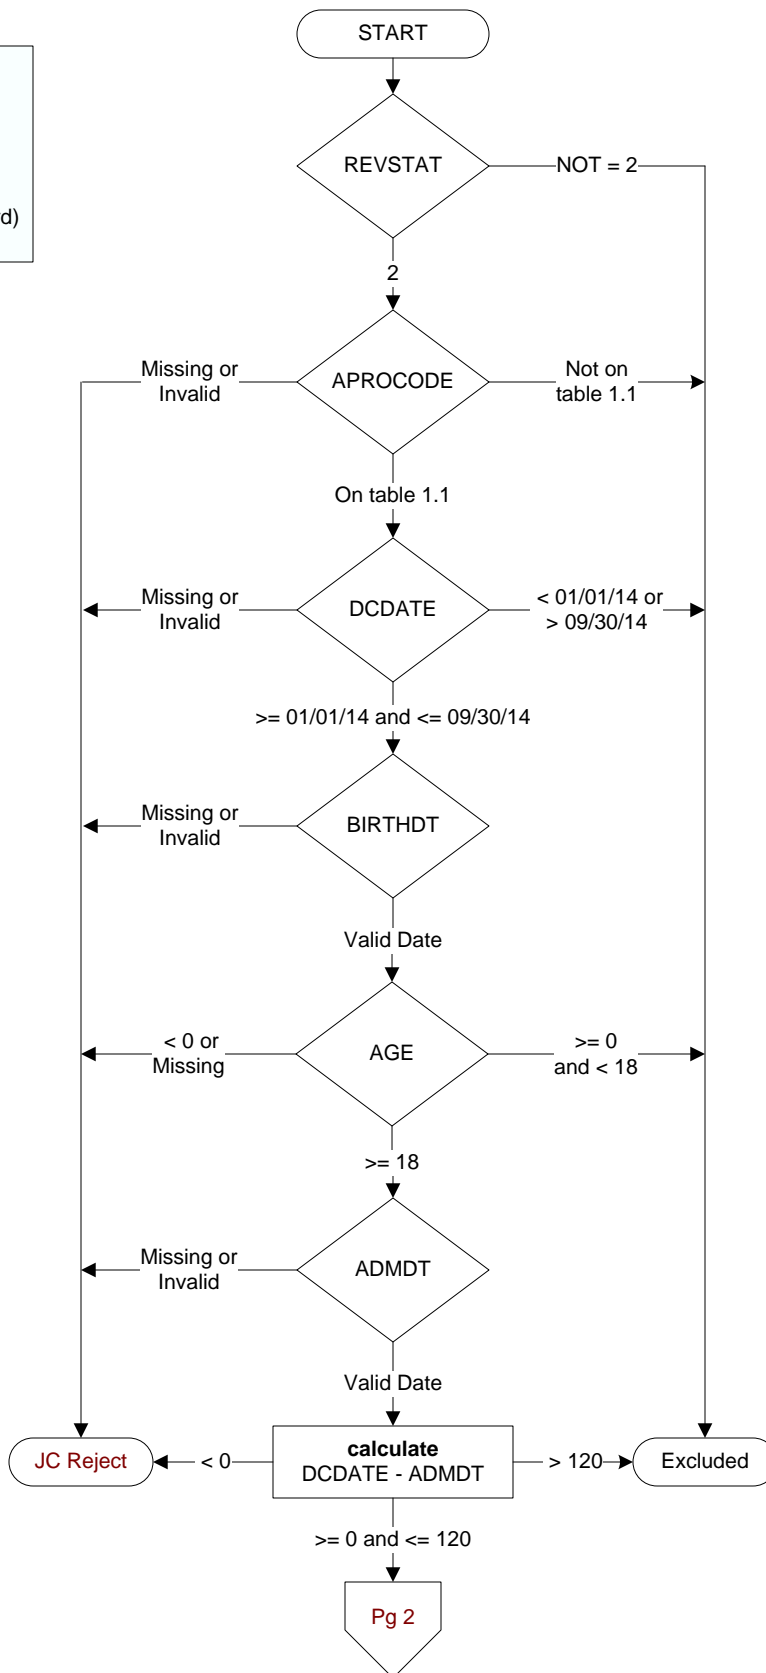 START
rd)
REVSTAT
NOT = 2
2
Missing or
Invalid
APROCODE
Not on
table 1.1
On table 1.1
Missing or
Invalid
DCDATE
< 01/01/14 or
> 09/30/14
>= 01/01/14 and <= 09/30/14
Missing or
Invalid
BIRTHDT
Valid Date
< 0 or
Missing
AGE
>= 0
and < 18
>= 18
Missing or
Invalid
ADMDT
Valid Date
JC Reject
< 0
calculate
DCDATE - ADMDT
> 120
Excluded
>= 0 and <= 120
Pg 2